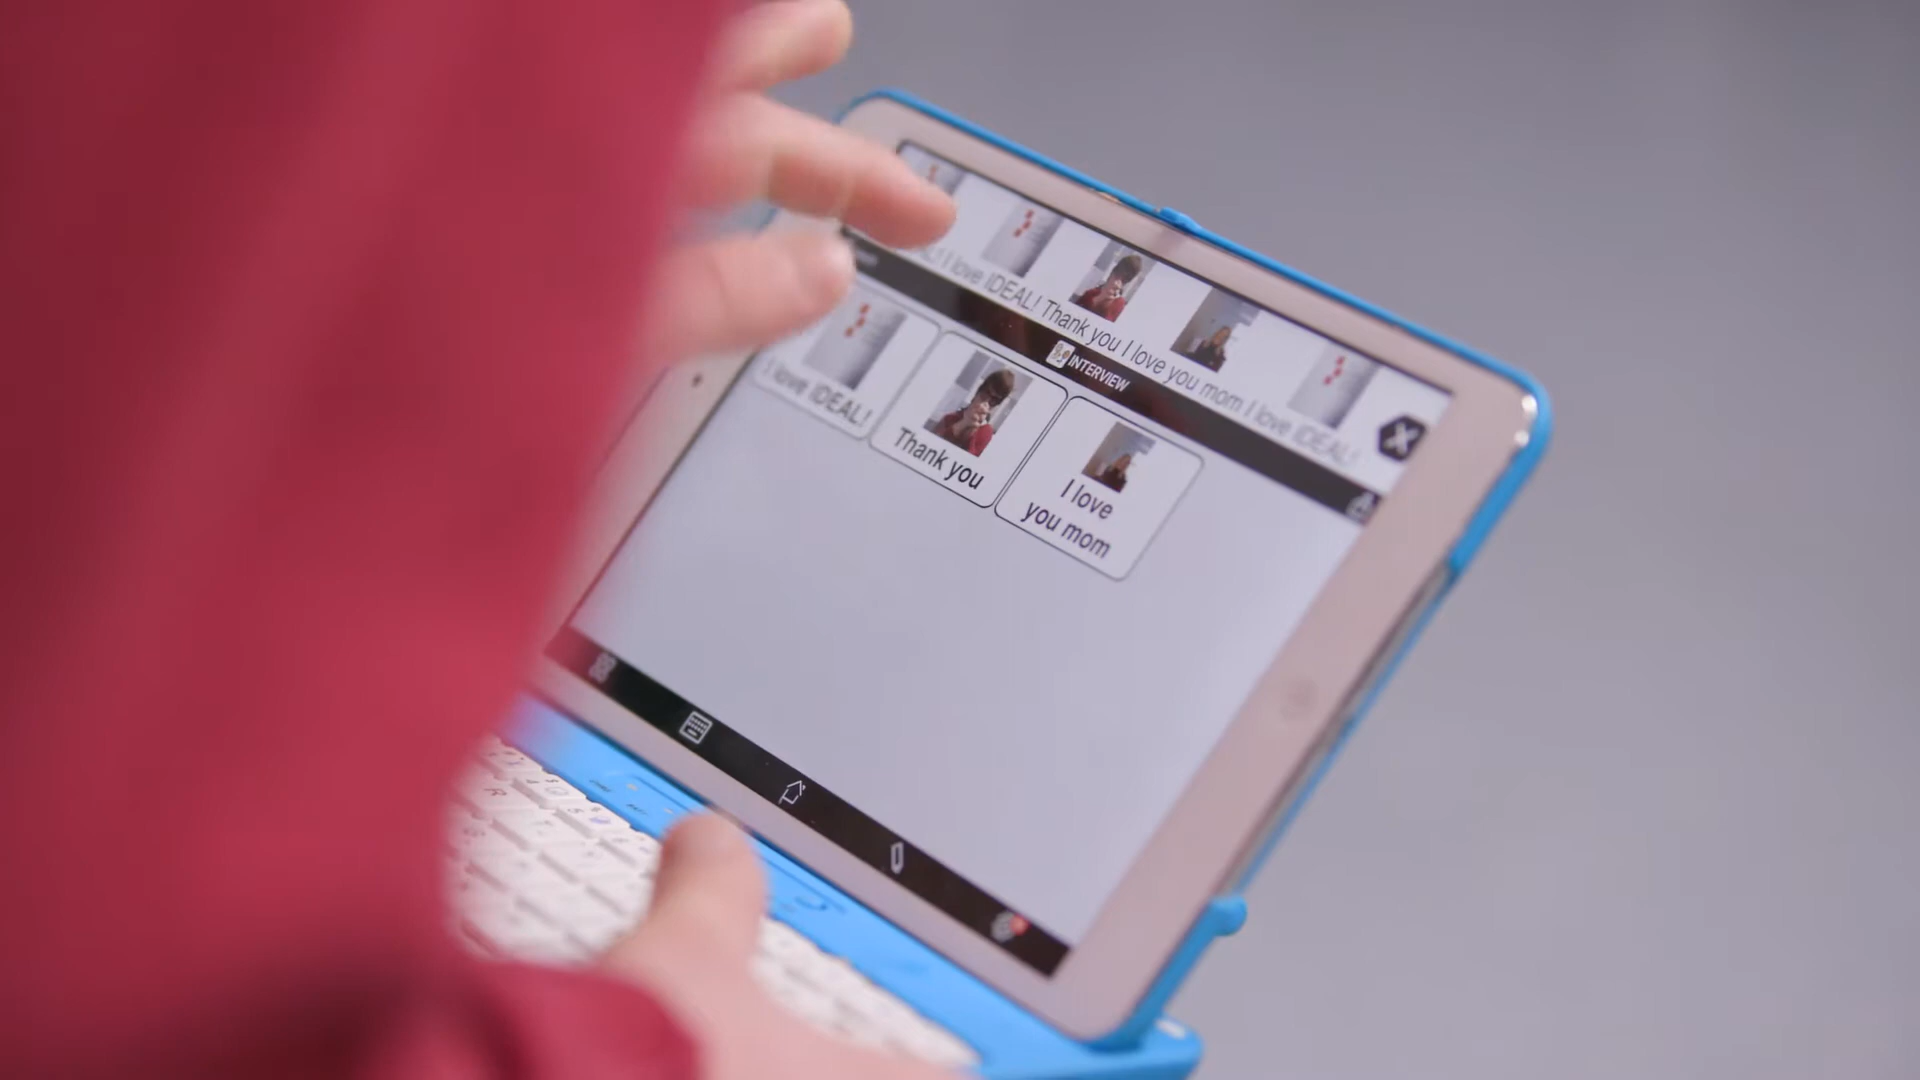 I love IDEAL! Thank you I love you mom I love IDEAL!
INTERVIEW
I love IDEAL!
Thank you
I love
you mom